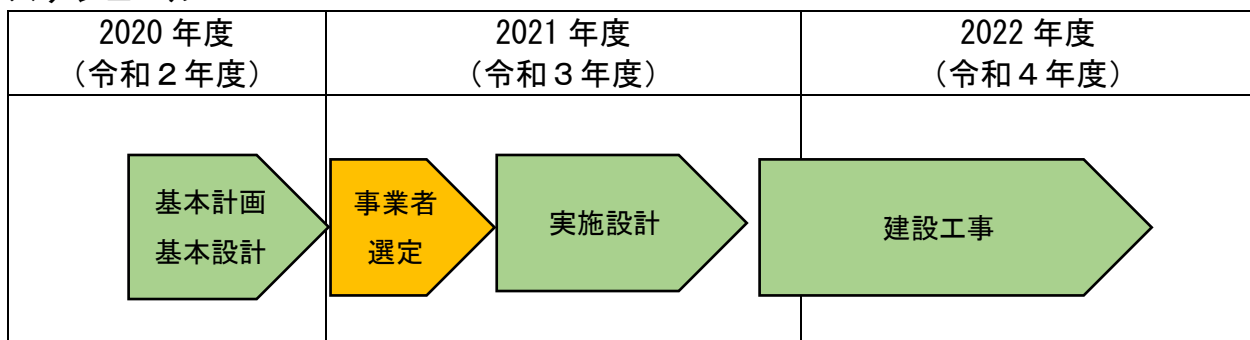 2020 年度
（令和２年度）
2021 年度
（令和３年度）
2022 年度
（令和４年度）
基本計画
基本設計
事業者
選定
実施設計
建設工事